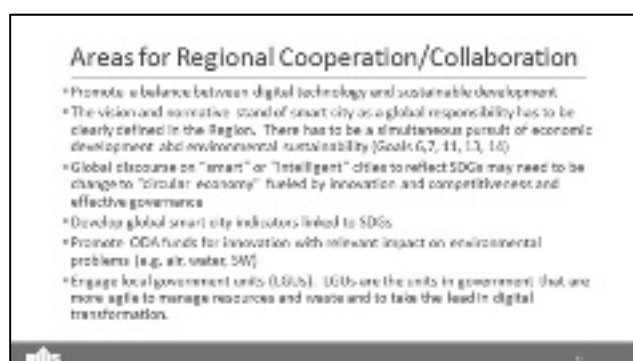 Areas for Regional Cooperation/Collaboration
Promote a balance between digital technology and sustainable development
The vision and normative stand of smart city as a global responsibility has to be
clearly defined in the Region. There has to be a simultaneous pursuit of economic
development abd environmental sustainability (Goals 6,7, 11, 13, 14)
Global discourse on "smart" or "intelligent" cities to reflect SDGs may need to be
change to "circular economy" fueled by innovation and competitiveness and
effective governance
Develop global smart city indicators linked to SDGs
Promote ODA funds for innovation with relevant impact on environmental
problems (e.g. air, water, SW)
Engage local government units (LGUs). LGUs are the units in government that are
more agile to manage resources and waste and to take the lead in digital
transformation.